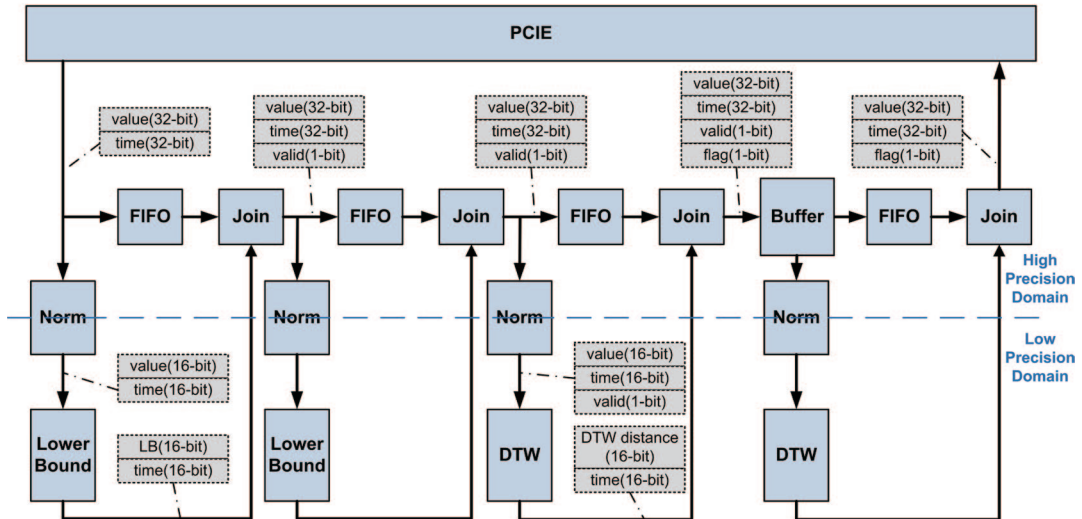 PCIE
value(32-bit)
time(32-bit)
value(32-bit)
time(32-bit)
valid(1-bit)
value(32-bit)
time(32-bit)
valid(1-bit)
value(32-bit)
time(32-bit)
valid(1-bit)
flag(1-bit)
value(32-bit)
time(32-bit)
flag(1-bit)
FIFO
Join
FIFO
Join
FIFO
Join
Buffer
FIFO
Join
High
Precision
Domain
Norm
Norm
Norm
Norm
Low
Precision
Domain
value(16-bit)
time(16-bit)
value(16-bit)
time(16-bit)
valid(1-bit)
Lower
Bound
LB(16-bit)
time(16-bit)
Lower
Bound
DTW
DTW distance
(16-bit)
time(16-bit)
DTW